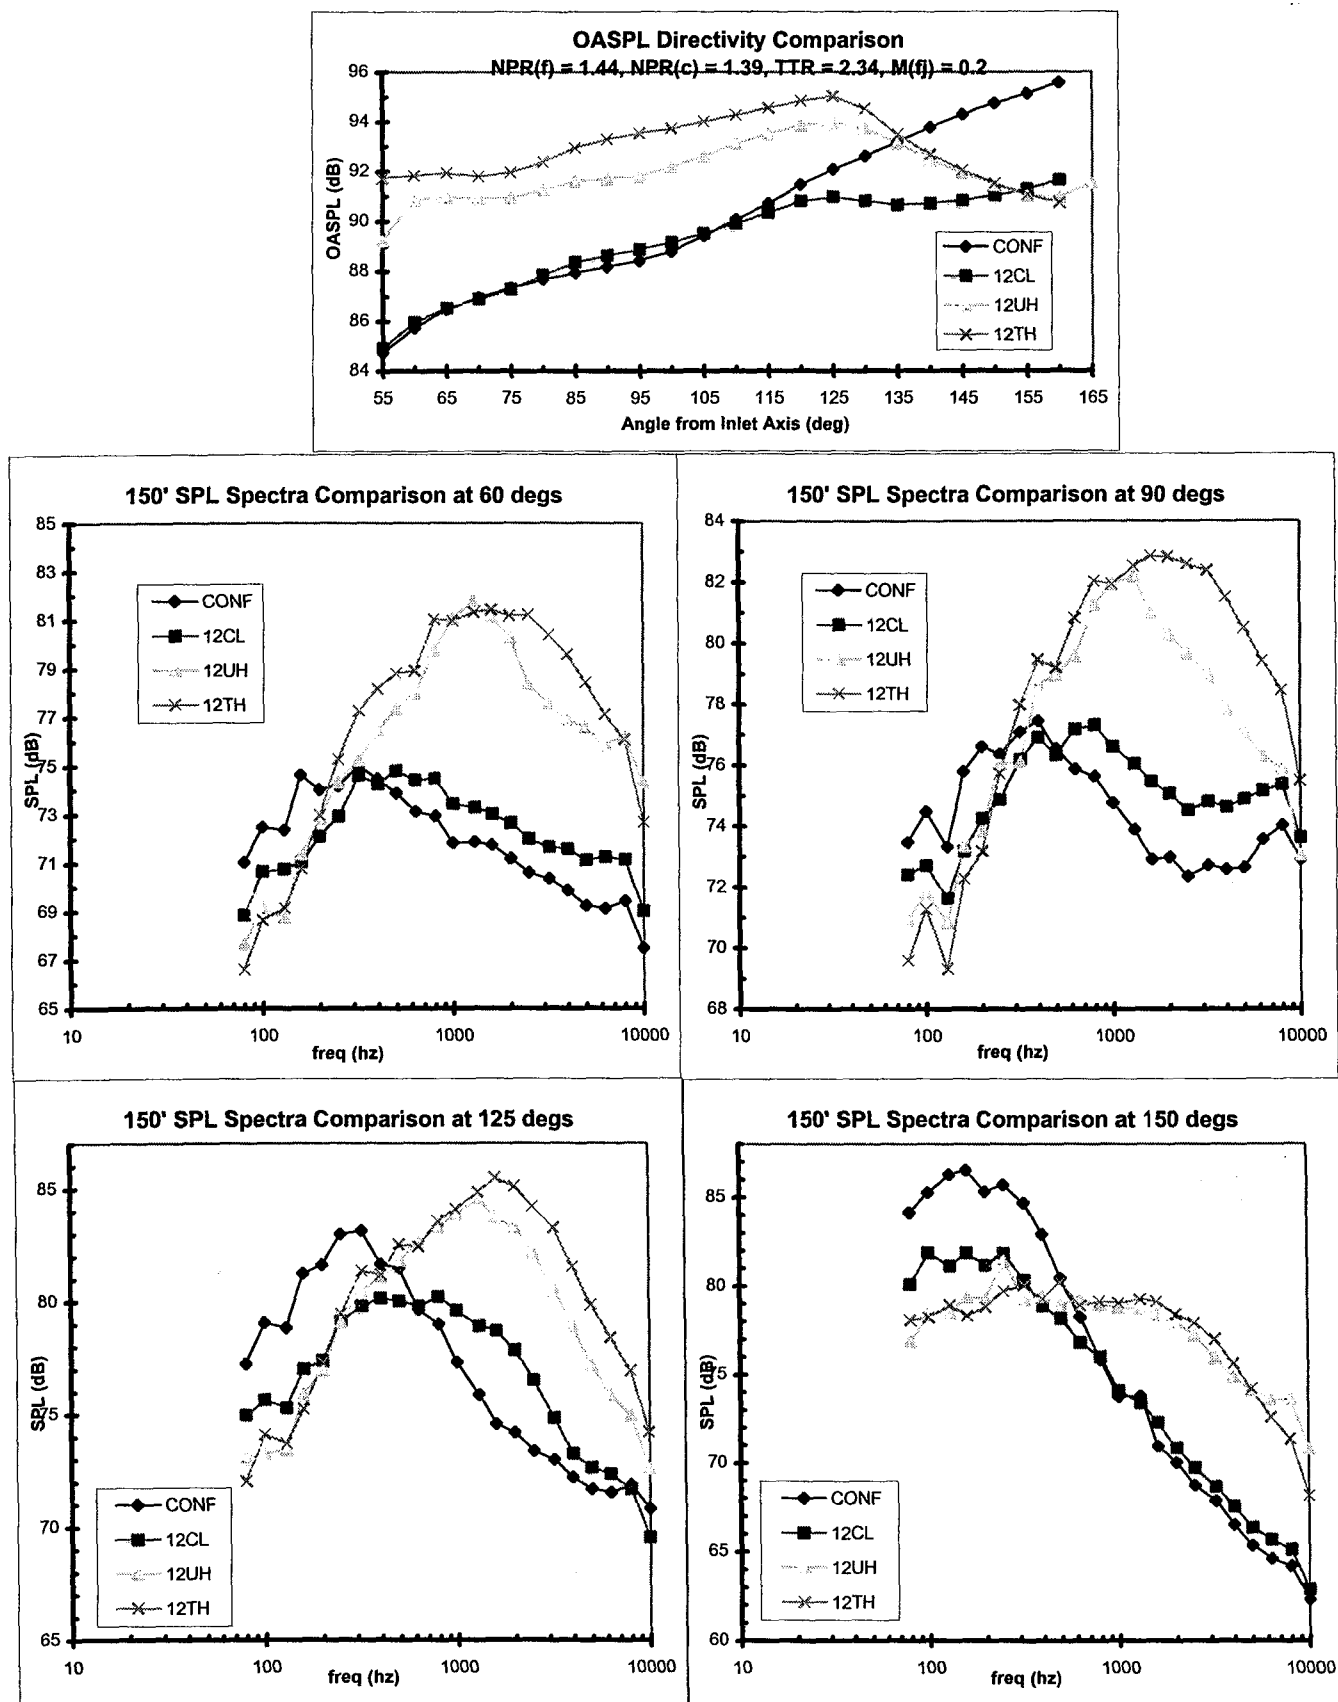 OASPL Directivity Comparison
NPR(f) = 1.44, NPR(c) = 1.39, TTR = 2.34, M(fj) = 0.2
96
94
92
90
88
86
84
OASPL (dB)
CONF
12CL
12UH
12TH
55 65 75 85 95 105 115 125 135 145 155 165
Angle from Inlet Axis (deg)
150' SPL Spectra Comparison at 60 degs
85
83
81
79
77
75
73
71
69
67
65
SPL (dB)
CONF
12CL
12UH
12TH
10 100 1000 10000
freq (hz)
150' SPL Spectra Comparison at 90 degs
84
82
80
78
76
74
72
70
68
SPL (dB)
CONF
12CL
12UH
12TH
10 100 1000 10000
freq (hz)
150' SPL Spectra Comparison at 125 degs
85
80
75
70
65
SPL (dB)
CONF
12CL
12UH
12TH
10 100 1000 10000
freq (hz)
150' SPL Spectra Comparison at 150 degs
85
80
75
70
65
60
SPL (dB)
CONF
12CL
12UH
12TH
10 100 1000 10000
freq (hz)